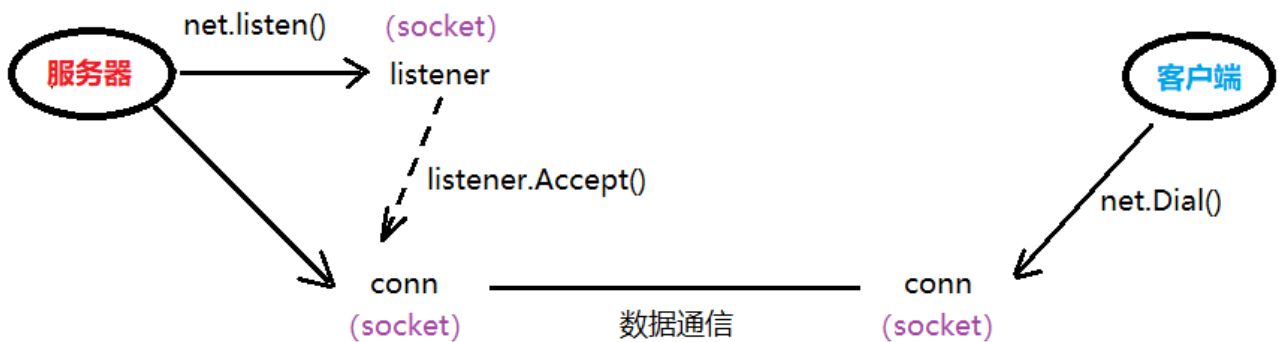 net.listen()
(socket)
服务器
listener
客户端
listener.Accept()
net.Dial()
conn
conn
(socket)
数据通信
(socket)